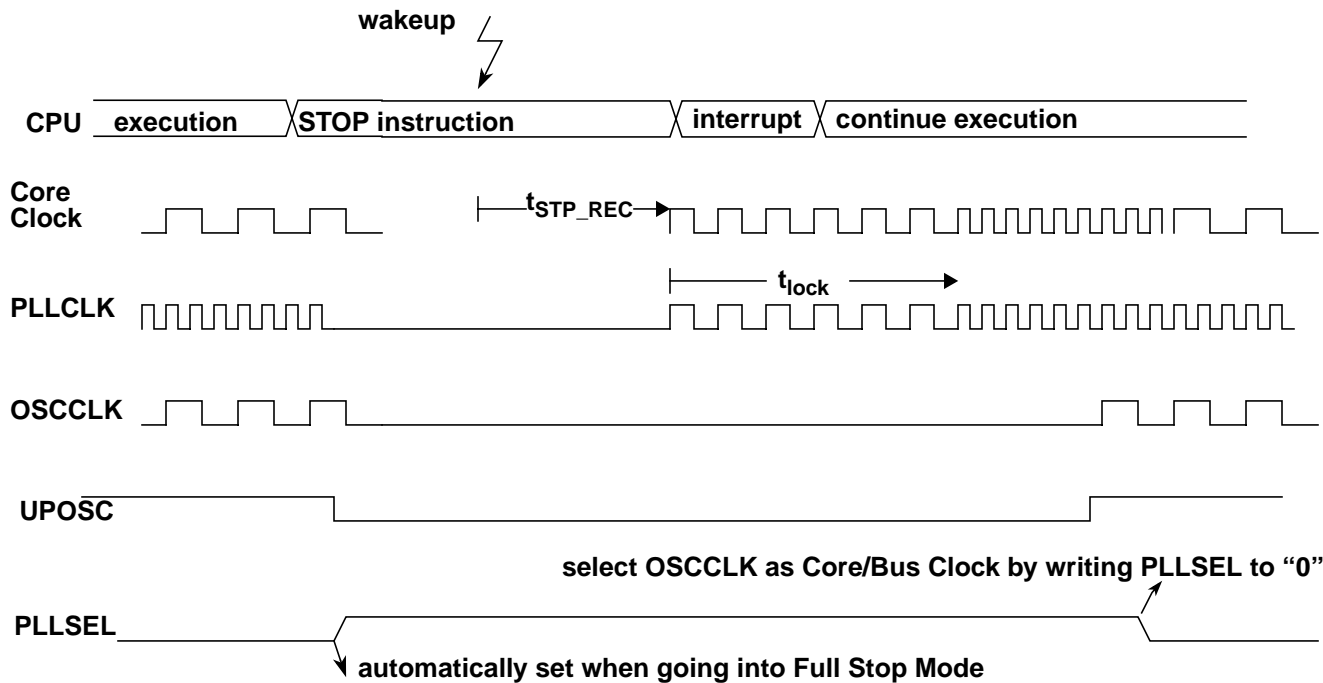 wakeup
CPU execution STOP instruction interrupt continue execution
Core
Clock
tSTP_REC
PLLCLK
tlock
OSCCLK
UPOSC
select OSCCLK as Core/Bus Clock by writing PLLSEL to “0”
PLLSEL
automatically set when going into Full Stop Mode